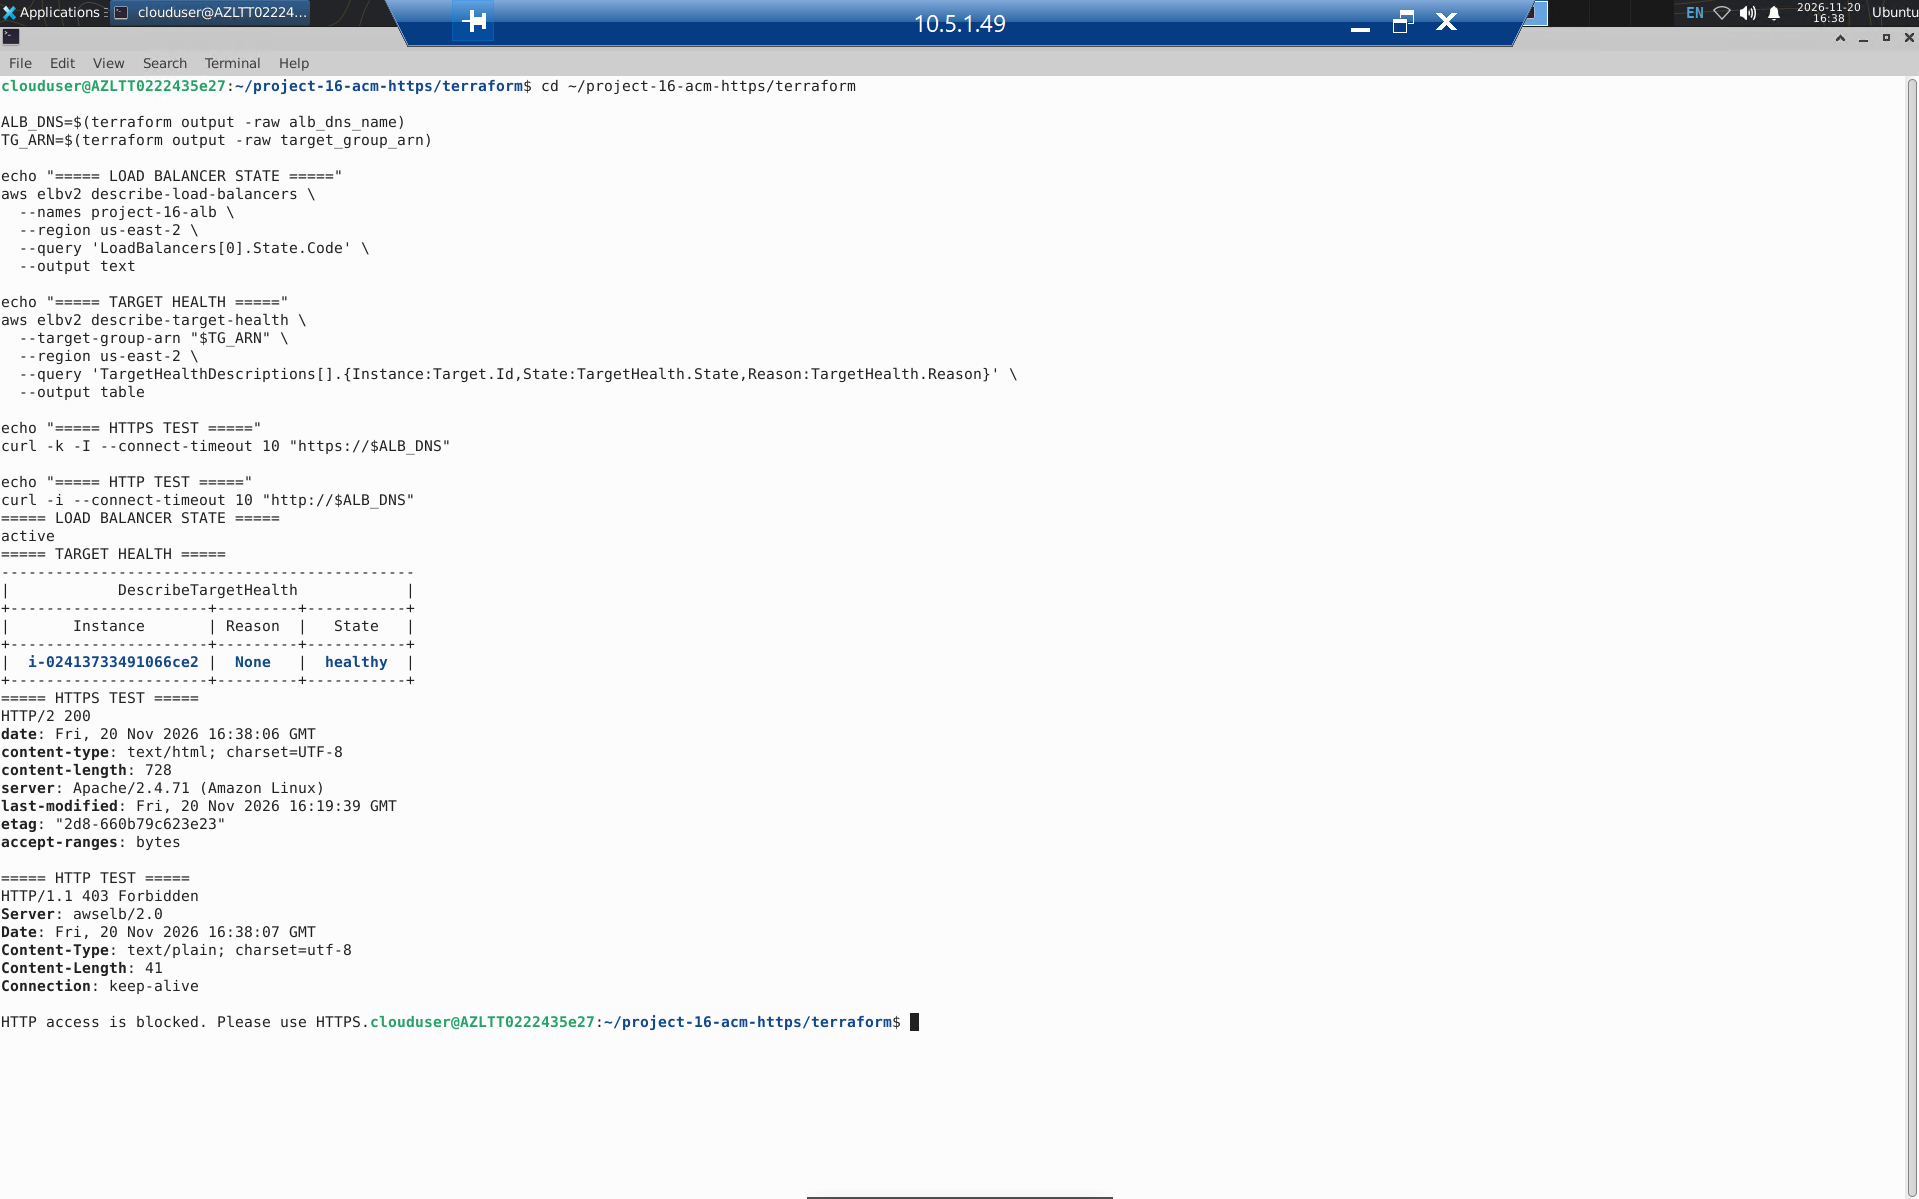 Applications
clouduser@AZLTT02224...
10.5.1.49
EN
2026-11-20
16:38
Ubuntu
File Edit View Search Terminal Help
clouduser@AZLTT0222435e27:~/project-16-acm-https/terraform$ cd ~/project-16-acm-https/terraform
ALB_DNS=$(terraform output -raw alb_dns_name)
TG_ARN=$(terraform output -raw target_group_arn)
echo "===== LOAD BALANCER STATE ====="
aws elbv2 describe-load-balancers \
  --names project-16-alb \
  --region us-east-2 \
  --query 'LoadBalancers[0].State.Code' \
  --output text
echo "===== TARGET HEALTH ====="
aws elbv2 describe-target-health \
  --target-group-arn "$TG_ARN" \
  --region us-east-2 \
  --query 'TargetHealthDescriptions[].{Instance:Target.Id,State:TargetHealth.State,Reason:TargetHealth.Reason}' \
  --output table
echo "===== HTTPS TEST ====="
curl -k -I --connect-timeout 10 "https://$ALB_DNS"
echo "===== HTTP TEST ====="
curl -i --connect-timeout 10 "http://$ALB_DNS"
===== LOAD BALANCER STATE =====
active
===== TARGET HEALTH =====
----------------------------------------------
|            DescribeTargetHealth            |
+----------------------+---------+-----------+
|       Instance       | Reason  |   State   |
+----------------------+---------+-----------+
|  i-02413733491066ce2 |  None   |  healthy  |
+----------------------+---------+-----------+
===== HTTPS TEST =====
HTTP/2 200
date: Fri, 20 Nov 2026 16:38:06 GMT
content-type: text/html; charset=UTF-8
content-length: 728
server: Apache/2.4.71 (Amazon Linux)
last-modified: Fri, 20 Nov 2026 16:19:39 GMT
etag: "2d8-660b79c623e23"
accept-ranges: bytes
===== HTTP TEST =====
HTTP/1.1 403 Forbidden
Server: awselb/2.0
Date: Fri, 20 Nov 2026 16:38:07 GMT
Content-Type: text/plain; charset=utf-8
Content-Length: 41
Connection: keep-alive
HTTP access is blocked. Please use HTTPS.clouduser@AZLTT0222435e27:~/project-16-acm-https/terraform$